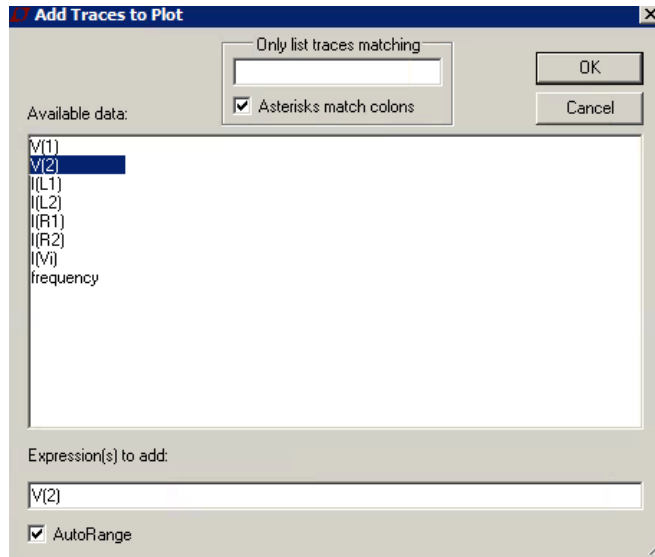 Add Traces to Plot
Only list traces matching
OK
Asterisks match colons
Cancel
Available data:
V(1)
V(2)
I(L1)
I(L2)
I(R1)
I(R2)
I(Vi)
frequency
Expression(s) to add:
V(2)
AutoRange